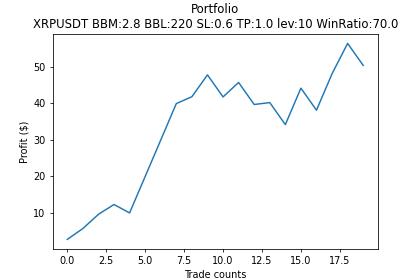 Portfolio
XRPUSDT BBM:2.8 BBL:220 SL:0.6 TP:1.0 lev:10 WinRatio:70.0
Profit ($)
50
40
30
20
10
0.0 2.5 5.0 7.5 10.0 12.5 15.0 17.5
Trade counts